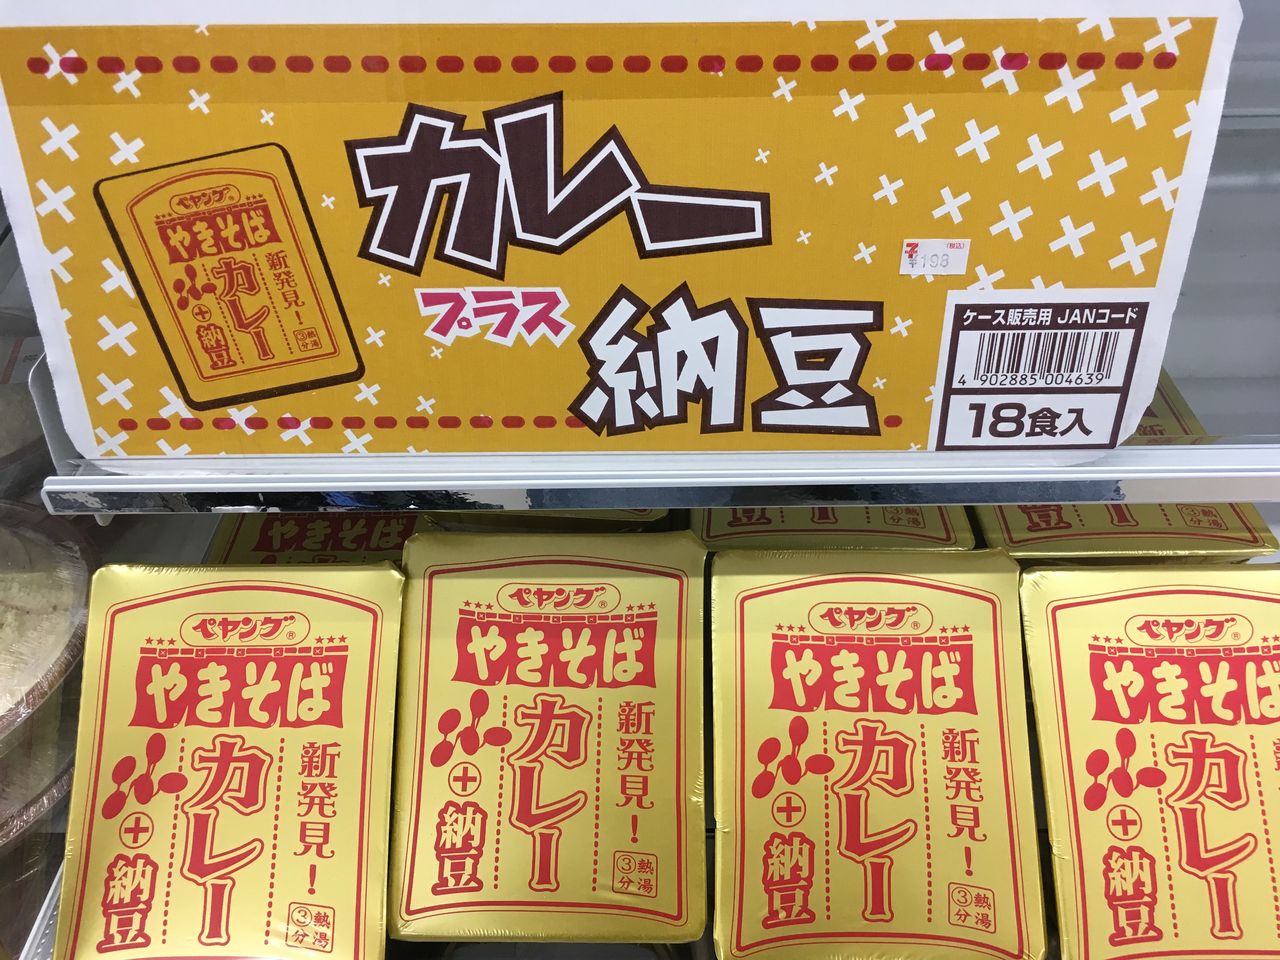 カレー
プラス
納豆
ペヤング
やきそば
新発見!
カレー
+
納豆
熱湯
③分
7 (税込)
¥198
ケース販売用 JANコード
4 902885 004639
18食入
やきそば
ペヤング®
やきそば
新発見!
カレー
+
納豆
熱湯
③分
ペヤング®
やきそば
新発見!
カレー
+
納豆
熱湯
③分
ペヤング®
やきそば
新発見!
カレー
+
納豆
熱湯
③分
ペヤング®
やきそば
カレー
+
納豆